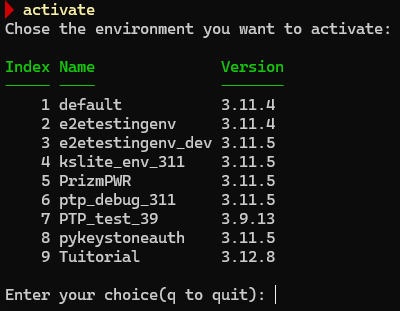 activate
Chose the environment you want to activate:
Index Name Version
1 default 3.11.4
2 e2etestingenv 3.11.4
3 e2etestingenv_dev 3.11.5
4 kslite_env_311 3.11.5
5 PrizmPWR 3.11.5
6 ptp_debug_311 3.11.5
7 PTP_test_39 3.9.13
8 pykeystoneauth 3.11.5
9 Tuitorial 3.12.8
Enter your choice(q to quit):